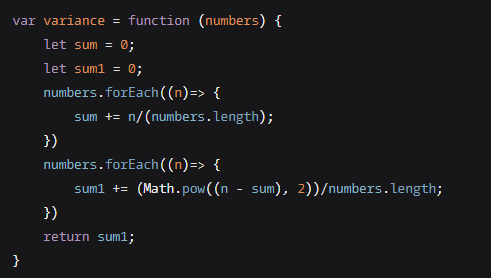 var variance = function (numbers) {
    let sum = 0;
    let sum1 = 0;
    numbers.forEach((n)=> {
        sum += n/(numbers.length);
    })
    numbers.forEach((n)=> {
        sum1 += (Math.pow((n - sum), 2))/numbers.length;
    })
    return sum1;
}